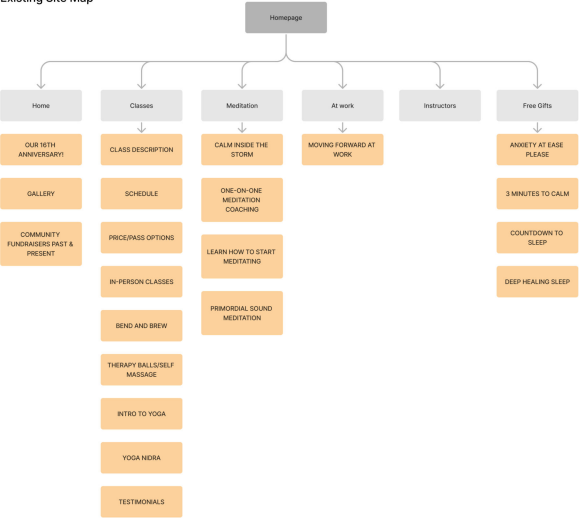 Existing Site Map
Homepage
Home
Classes
Meditation
At work
Instructors
Free Gifts
OUR 16TH
ANNIVERSARY!
GALLERY
COMMUNITY
FUNDRAISERS PAST &
PRESENT
CLASS DESCRIPTION
SCHEDULE
PRICE/PASS OPTIONS
IN-PERSON CLASSES
BEND AND BREW
THERAPY BALLS/SELF
MASSAGE
INTRO TO YOGA
YOGA NIDRA
TESTIMONIALS
CALM INSIDE THE
STORM
ONE-ON-ONE
MEDITATION
COACHING
LEARN HOW TO START
MEDITATING
PRIMORDIAL SOUND
MEDITATION
MOVING FORWARD AT
WORK
ANXIETY AT EASE
PLEASE
3 MINUTES TO CALM
COUNTDOWN TO
SLEEP
DEEP HEALING SLEEP